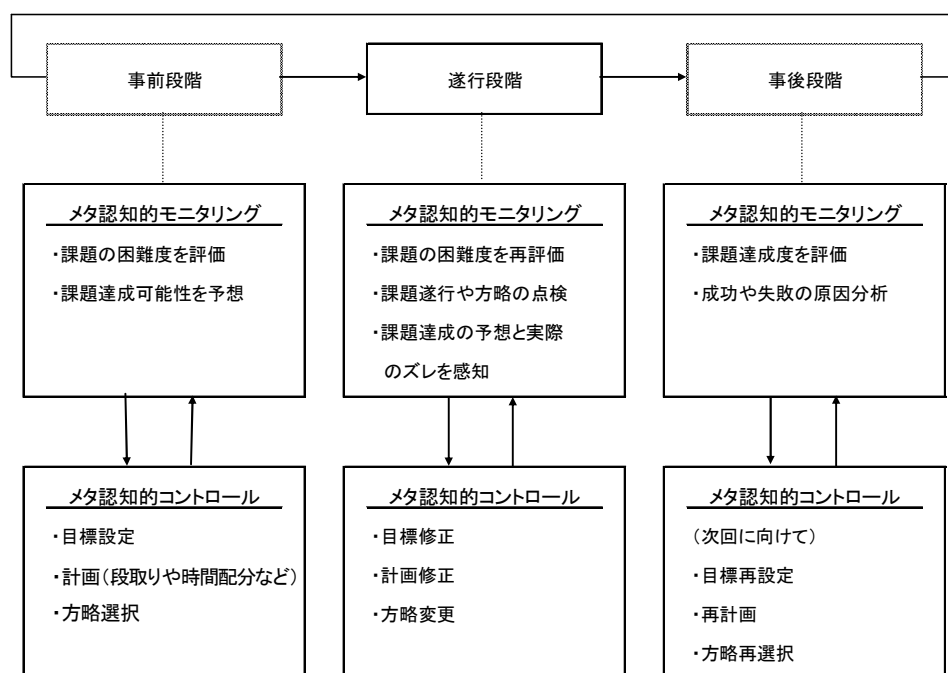 事前段階
遂行段階
事後段階
メタ認知的モニタリング
・課題の困難度を評価
・課題達成可能性を予想
メタ認知的モニタリング
・課題の困難度を再評価
・課題遂行や方略の点検
・課題達成の予想と実際
のズレを感知
メタ認知的モニタリング
・課題達成度を評価
・成功や失敗の原因分析
メタ認知的コントロール
・目標設定
・計画(段取りや時間配分など)
・方略選択
メタ認知的コントロール
・目標修正
・計画修正
・方略変更
メタ認知的コントロール
(次回に向けて)
・目標再設定
・再計画
・方略再選択